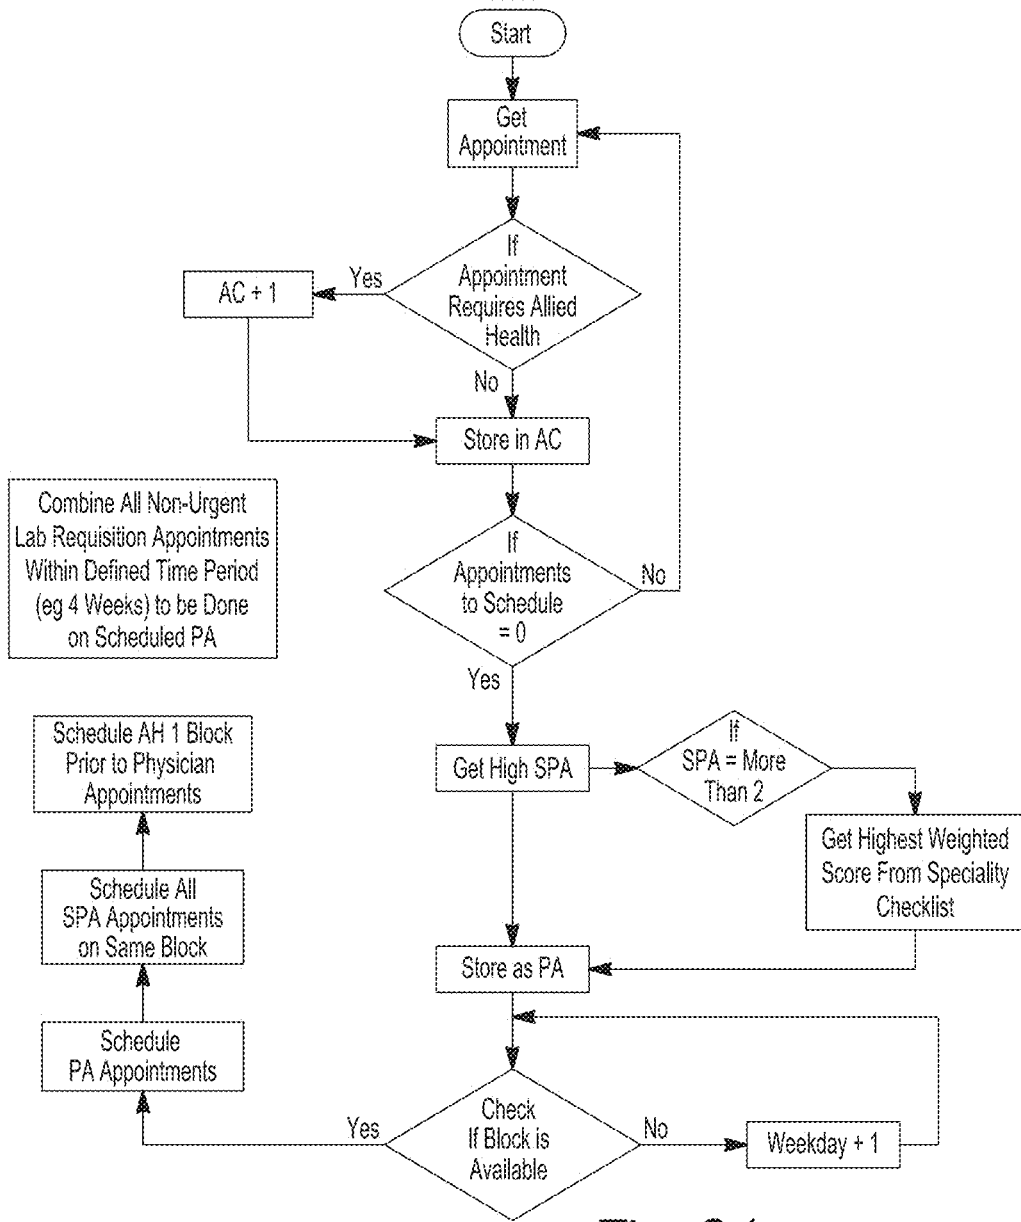 Start
Get
Appointment
If
Appointment
Requires Allied
Health
Yes
AC + 1
No
Store in AC
Combine All Non-Urgent
Lab Requisition Appointments
Within Defined Time Period
(eg 4 Weeks) to be Done
on Scheduled PA
If
Appointments
to Schedule
= 0
No
Yes
Get High SPA
If
SPA = More
Than 2
Get Highest Weighted
Score From Speciality
Checklist
Store as PA
Schedule AH 1 Block
Prior to Physician
Appointments
Schedule All
SPA Appointments
on Same Block
Schedule
PA Appointments
Yes
Check
If Block is
Available
No
Weekday + 1